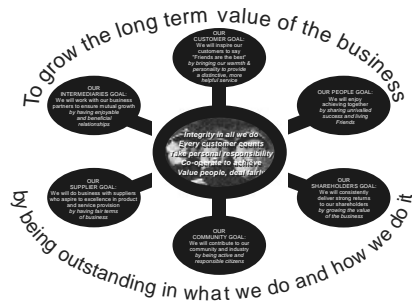 To grow the long term value of the business
OUR
CUSTOMER GOAL:
We will inspire our
customers to say
"Friends are the best"
by bringing our warmth &
personality to provide
a distinctive, more
helpful service
OUR
INTERMEDIARIES GOAL:
We will work with our business
partners to ensure mutual growth
by having enjoyable
and beneficial
relationships
OUR PEOPLE GOAL:
We will enjoy
achieving together
by sharing unrivalled
success and living
Friends
Integrity in all we do
Every customer counts
Take personal responsibility
Co-operate to achieve
Value people, deal fairly
OUR
SUPPLIER GOAL:
We will do business with suppliers
who aspire to excellence in product
and service provision
by having fair terms
of business
OUR
SHAREHOLDERS GOAL:
We will consistently
deliver strong returns
to our shareholders
by growing the value
of the business
OUR
COMMUNITY GOAL:
We will contribute to our
community and industry
by being active and
responsible citizens
by being outstanding in what we do and how we do it